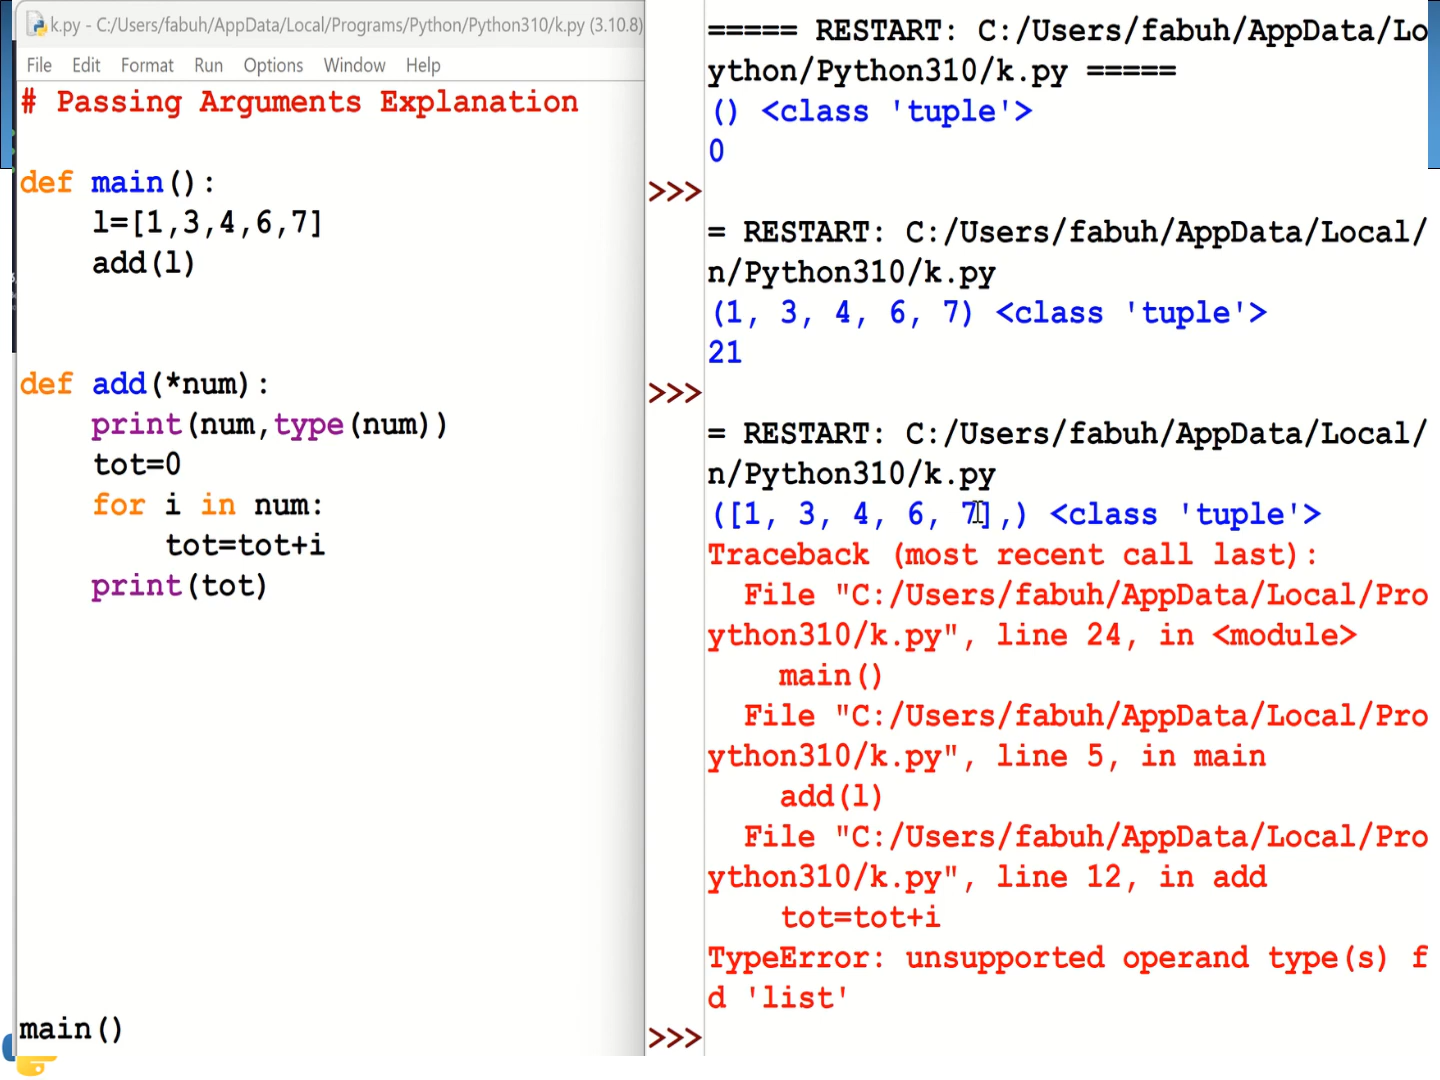 k.py - C:/Users/fabuh/AppData/Local/Programs/Python/Python310/k.py (3.10.8)
File Edit Format Run Options Window Help
# Passing Arguments Explanation
def main():
l=[1,3,4,6,7]
add(l)
def add(*num):
print(num,type(num))
tot=0
for i in num:
tot=tot+i
print(tot)
main()
===== RESTART: C:/Users/fabuh/AppData/Lo
ython/Python310/k.py =====
() <class 'tuple'>
0
>>>
= RESTART: C:/Users/fabuh/AppData/Local/
n/Python310/k.py
(1, 3, 4, 6, 7) <class 'tuple'>
21
>>>
= RESTART: C:/Users/fabuh/AppData/Local/
n/Python310/k.py
([1, 3, 4, 6, 7],) <class 'tuple'>
Traceback (most recent call last):
File "C:/Users/fabuh/AppData/Local/Pro
ython310/k.py", line 24, in <module>
main()
File "C:/Users/fabuh/AppData/Local/Pro
ython310/k.py", line 5, in main
add(l)
File "C:/Users/fabuh/AppData/Local/Pro
ython310/k.py", line 12, in add
tot=tot+i
TypeError: unsupported operand type(s) f
d 'list'
>>>